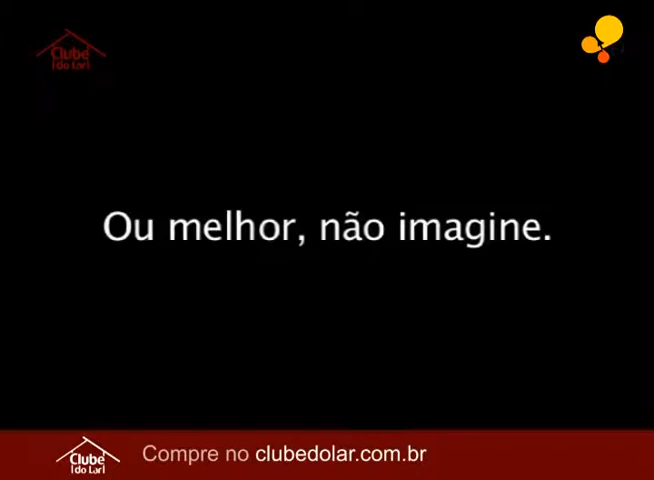 Clube
do Lar
Ou melhor, não imagine.
Clube
do Lar
Compre no clubedolar.com.br